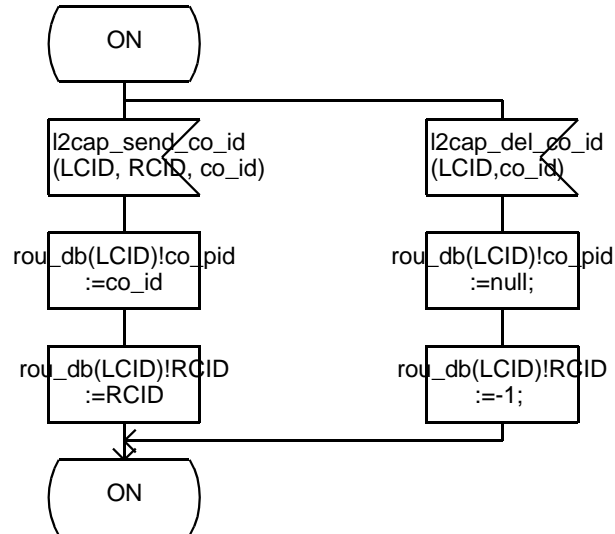 ON
l2cap_send_co_id
(LCID, RCID, co_id)
l2cap_del_co_id
(LCID,co_id)
rou_db(LCID)!co_pid
:=co_id
rou_db(LCID)!co_pid
:=null;
rou_db(LCID)!RCID
:=RCID
rou_db(LCID)!RCID
:=-1;
ON